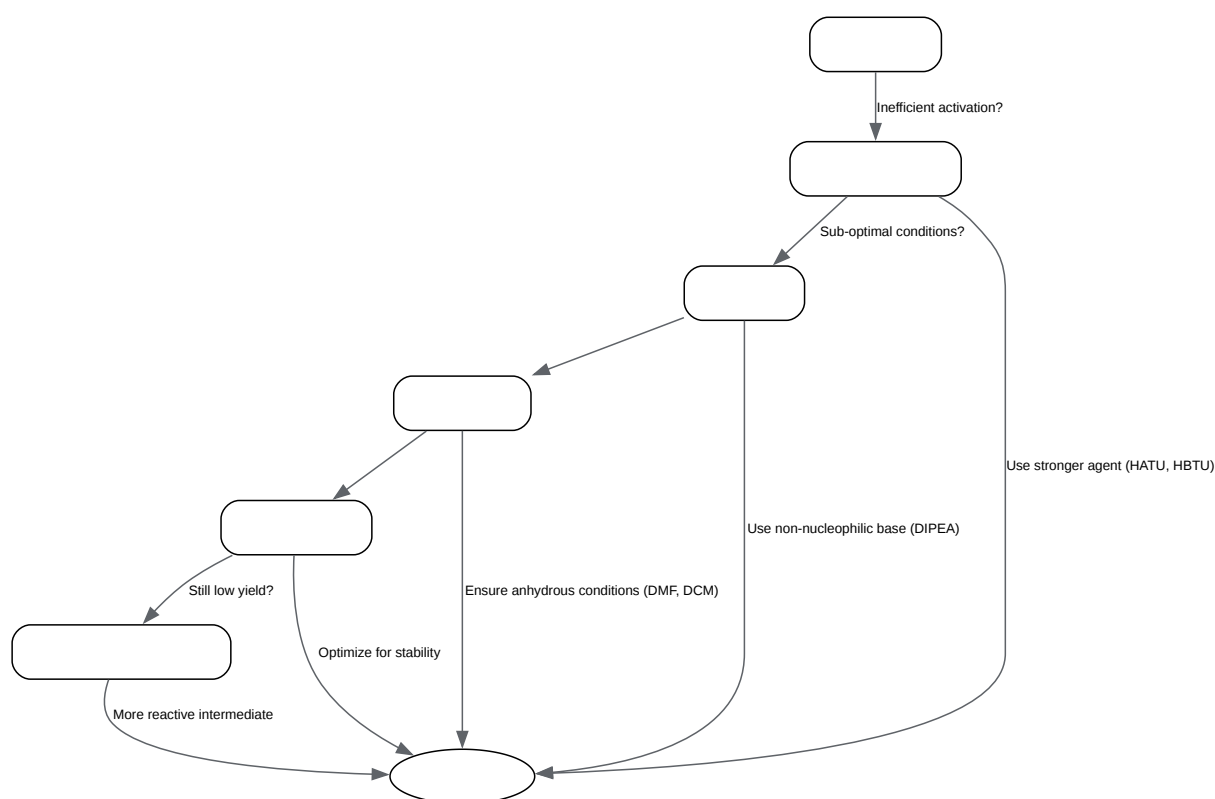 Inefficient activation?
Sub-optimal conditions?
Use stronger agent (HATU, HBTU)
Use non-nucleophilic base (DIPEA)
Still low yield?
Ensure anhydrous conditions (DMF, DCM)
Optimize for stability
More reactive intermediate